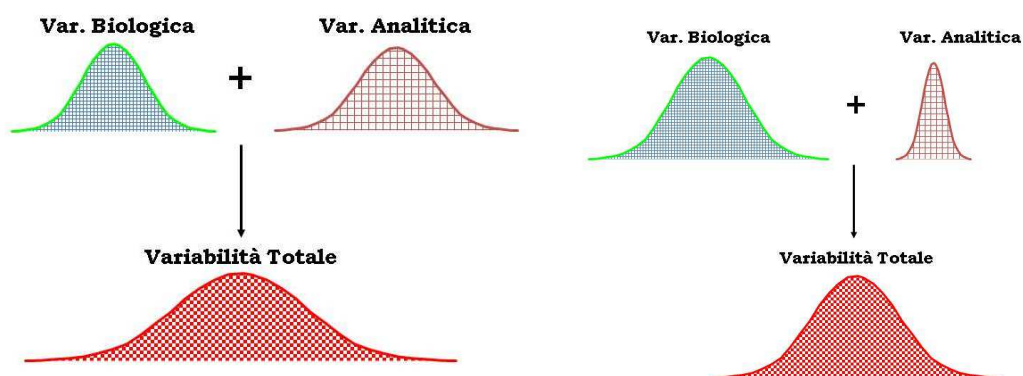 Var. Biologica
Var. Analitica
+
Variabilità Totale
Var. Biologica
Var. Analitica
+
Variabilità Totale